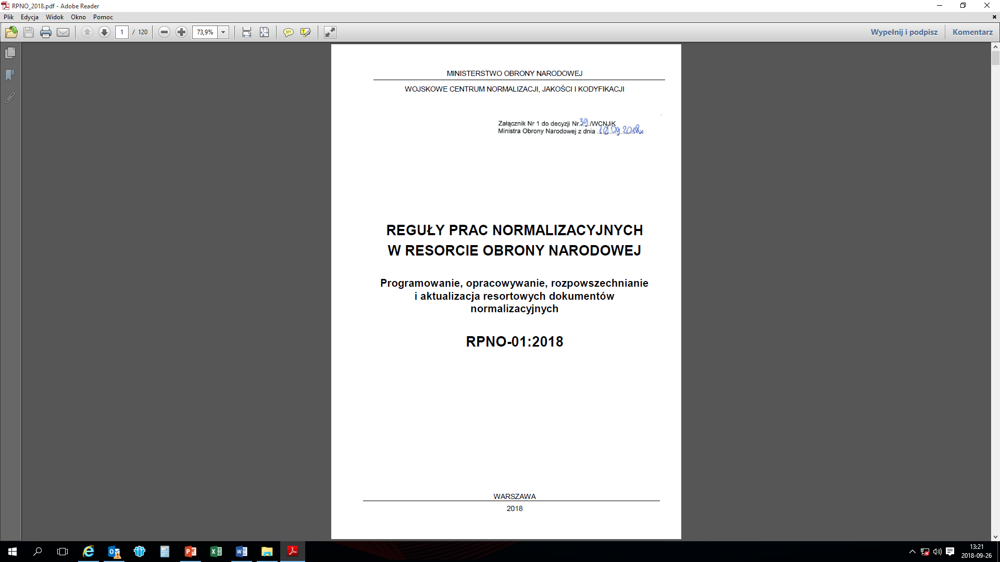 RPNO_2018.pdf - Adobe Reader
Plik Edycja Widok Okno Pomoc
1 / 120 73,9% Wypełnij i podpisz Komentarz
MINISTERSTWO OBRONY NARODOWEJ
WOJSKOWE CENTRUM NORMALIZACJI, JAKOŚCI I KODYFIKACJI
Załącznik Nr 1 do decyzji Nr 39 /WCNJiK
Ministra Obrony Narodowej z dnia 10.09.2018r.
REGUŁY PRAC NORMALIZACYJNYCH
W RESORCIE OBRONY NARODOWEJ
Programowanie, opracowywanie, rozpowszechnianie
i aktualizacja resortowych dokumentów
normalizacyjnych
RPNO-01:2018
WARSZAWA
2018
13:21
2018-09-26